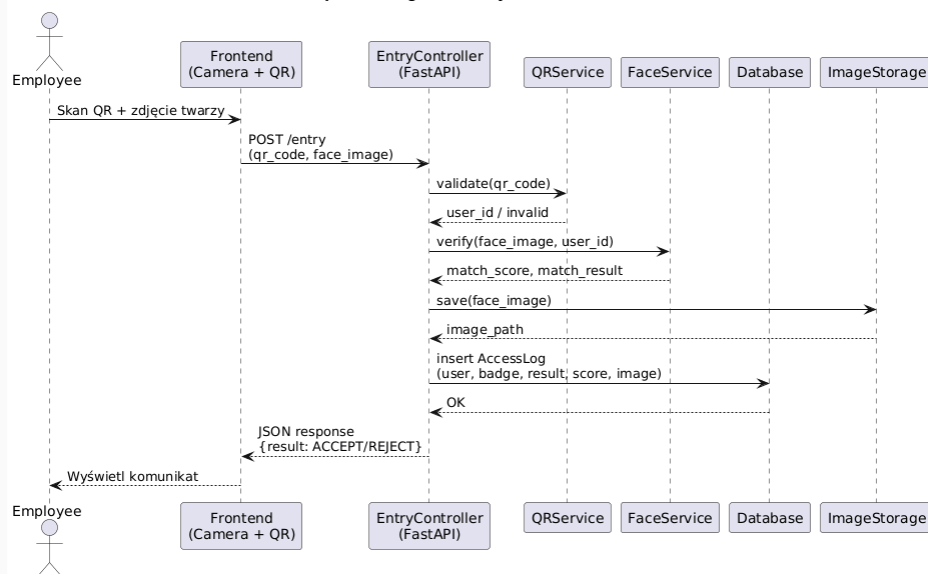 Employee
Frontend
(Camera + QR)
EntryController
(FastAPI)
QRService
FaceService
Database
ImageStorage
Skan QR + zdjęcie twarzy
POST /entry
(qr_code, face_image)
validate(qr_code)
user_id / invalid
verify(face_image, user_id)
match_score, match_result
save(face_image)
image_path
insert AccessLog
(user, badge, result, score, image)
OK
JSON response
{result: ACCEPT/REJECT}
Wyświetl komunikat
Employee
Frontend
(Camera + QR)
EntryController
(FastAPI)
QRService
FaceService
Database
ImageStorage